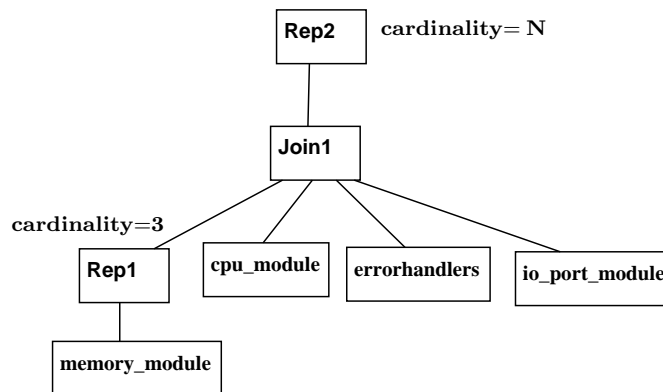 Rep2
cardinality= N
Join1
cardinality=3
Rep1
cpu_module
errorhandlers
io_port_module
memory_module